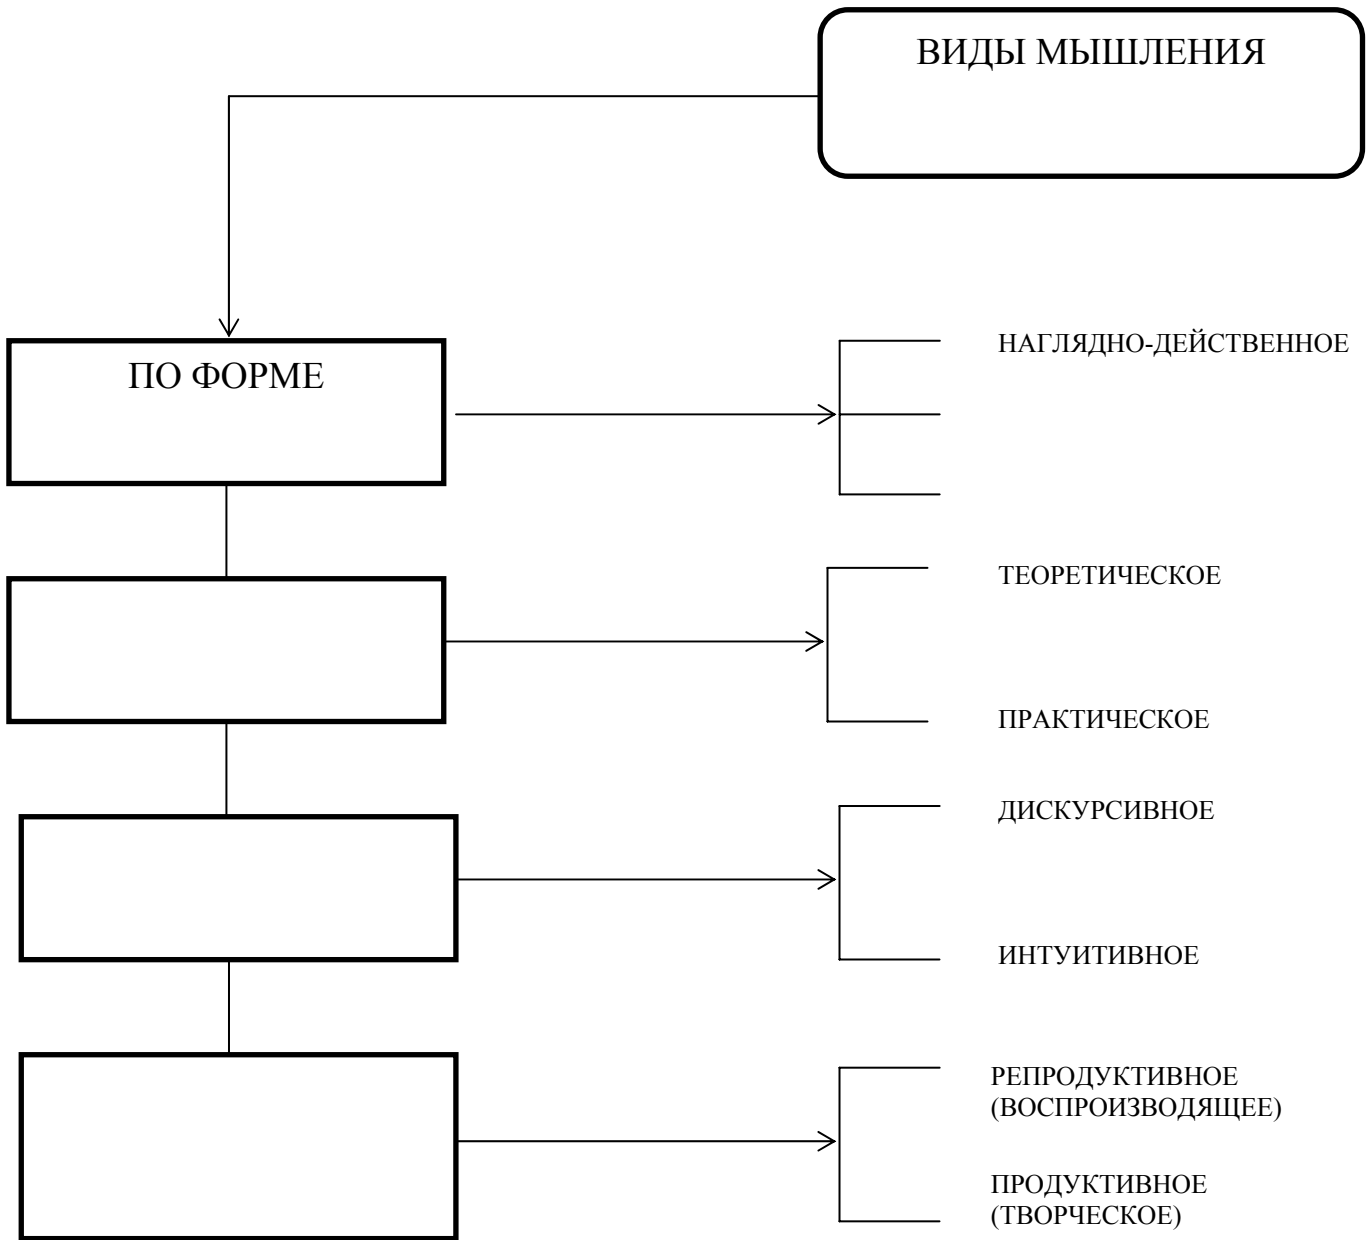 ВИДЫ МЫШЛЕНИЯ
ПО ФОРМЕ
НАГЛЯДНО-ДЕЙСТВЕННОЕ
ТЕОРЕТИЧЕСКОЕ
ПРАКТИЧЕСКОЕ
ДИСКУРСИВНОЕ
ИНТУИТИВНОЕ
РЕПРОДУКТИВНОЕ
(ВОСПРОИЗВОДЯЩЕЕ)
ПРОДУКТИВНОЕ
(ТВОРЧЕСКОЕ)